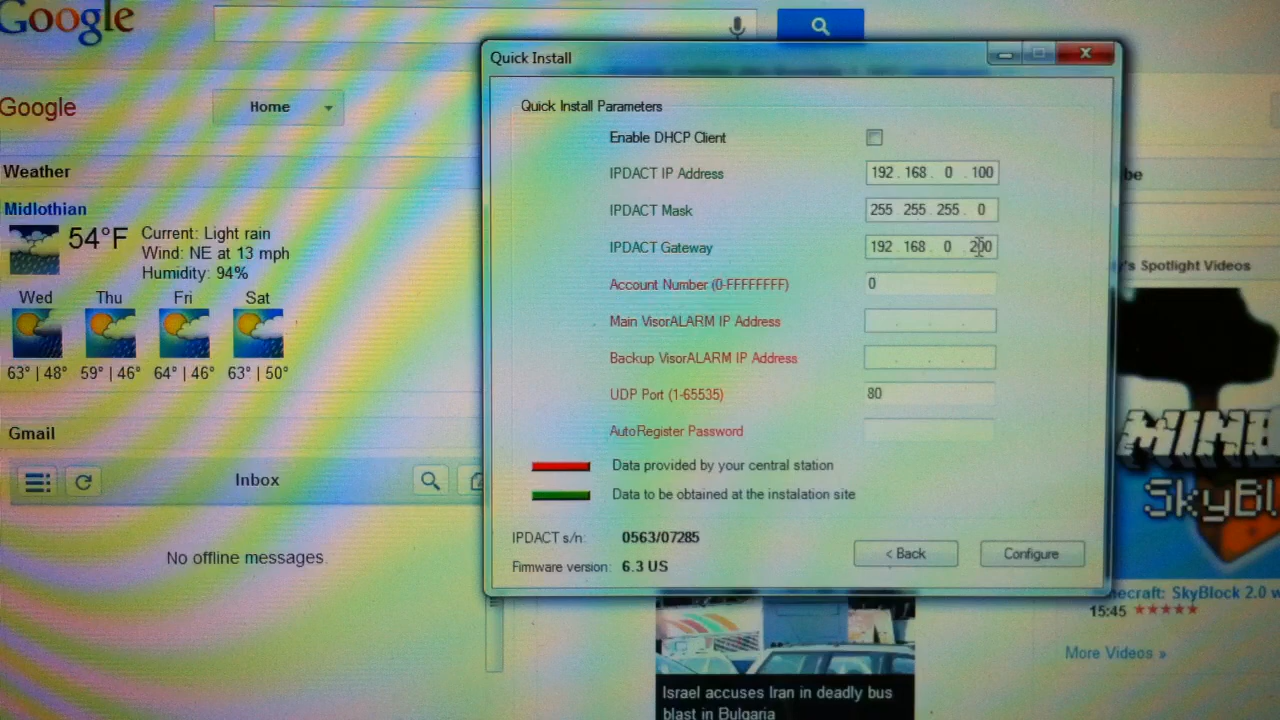 Google
Quick Install
Google
Home
Quick Install Parameters
Enable DHCP Client
IPDACT IP Address
192 . 168 . 0 . 100
IPDACT Mask
255 255 255 . 0
IPDACT Gateway
192 . 168 . 0 . 200
Account Number (0-FFFFFFFF)
0
Main VisorALARM IP Address
Backup VisorALARM IP Address
UDP Port (1-65535)
80
AutoRegister Password
Data provided by your central station
Data to be obtained at the instalation site
IPDACT s/n:
0563/07285
Firmware version:
6.3 US
< Back
Configure
Weather
Midlothian
54°F
Current: Light rain
Wind: NE at 13 mph
Humidity: 94%
Wed Thu Fri Sat
63° | 48° 59° | 46° 64° | 46° 63° | 50°
Gmail
Inbox
No offline messages.
be
's Spotlight Videos
SkyBl
necraft: SkyBlock 2.0 w
15:45
More Videos »
Israel accuses Iran in deadly bus
blast in Bulgaria